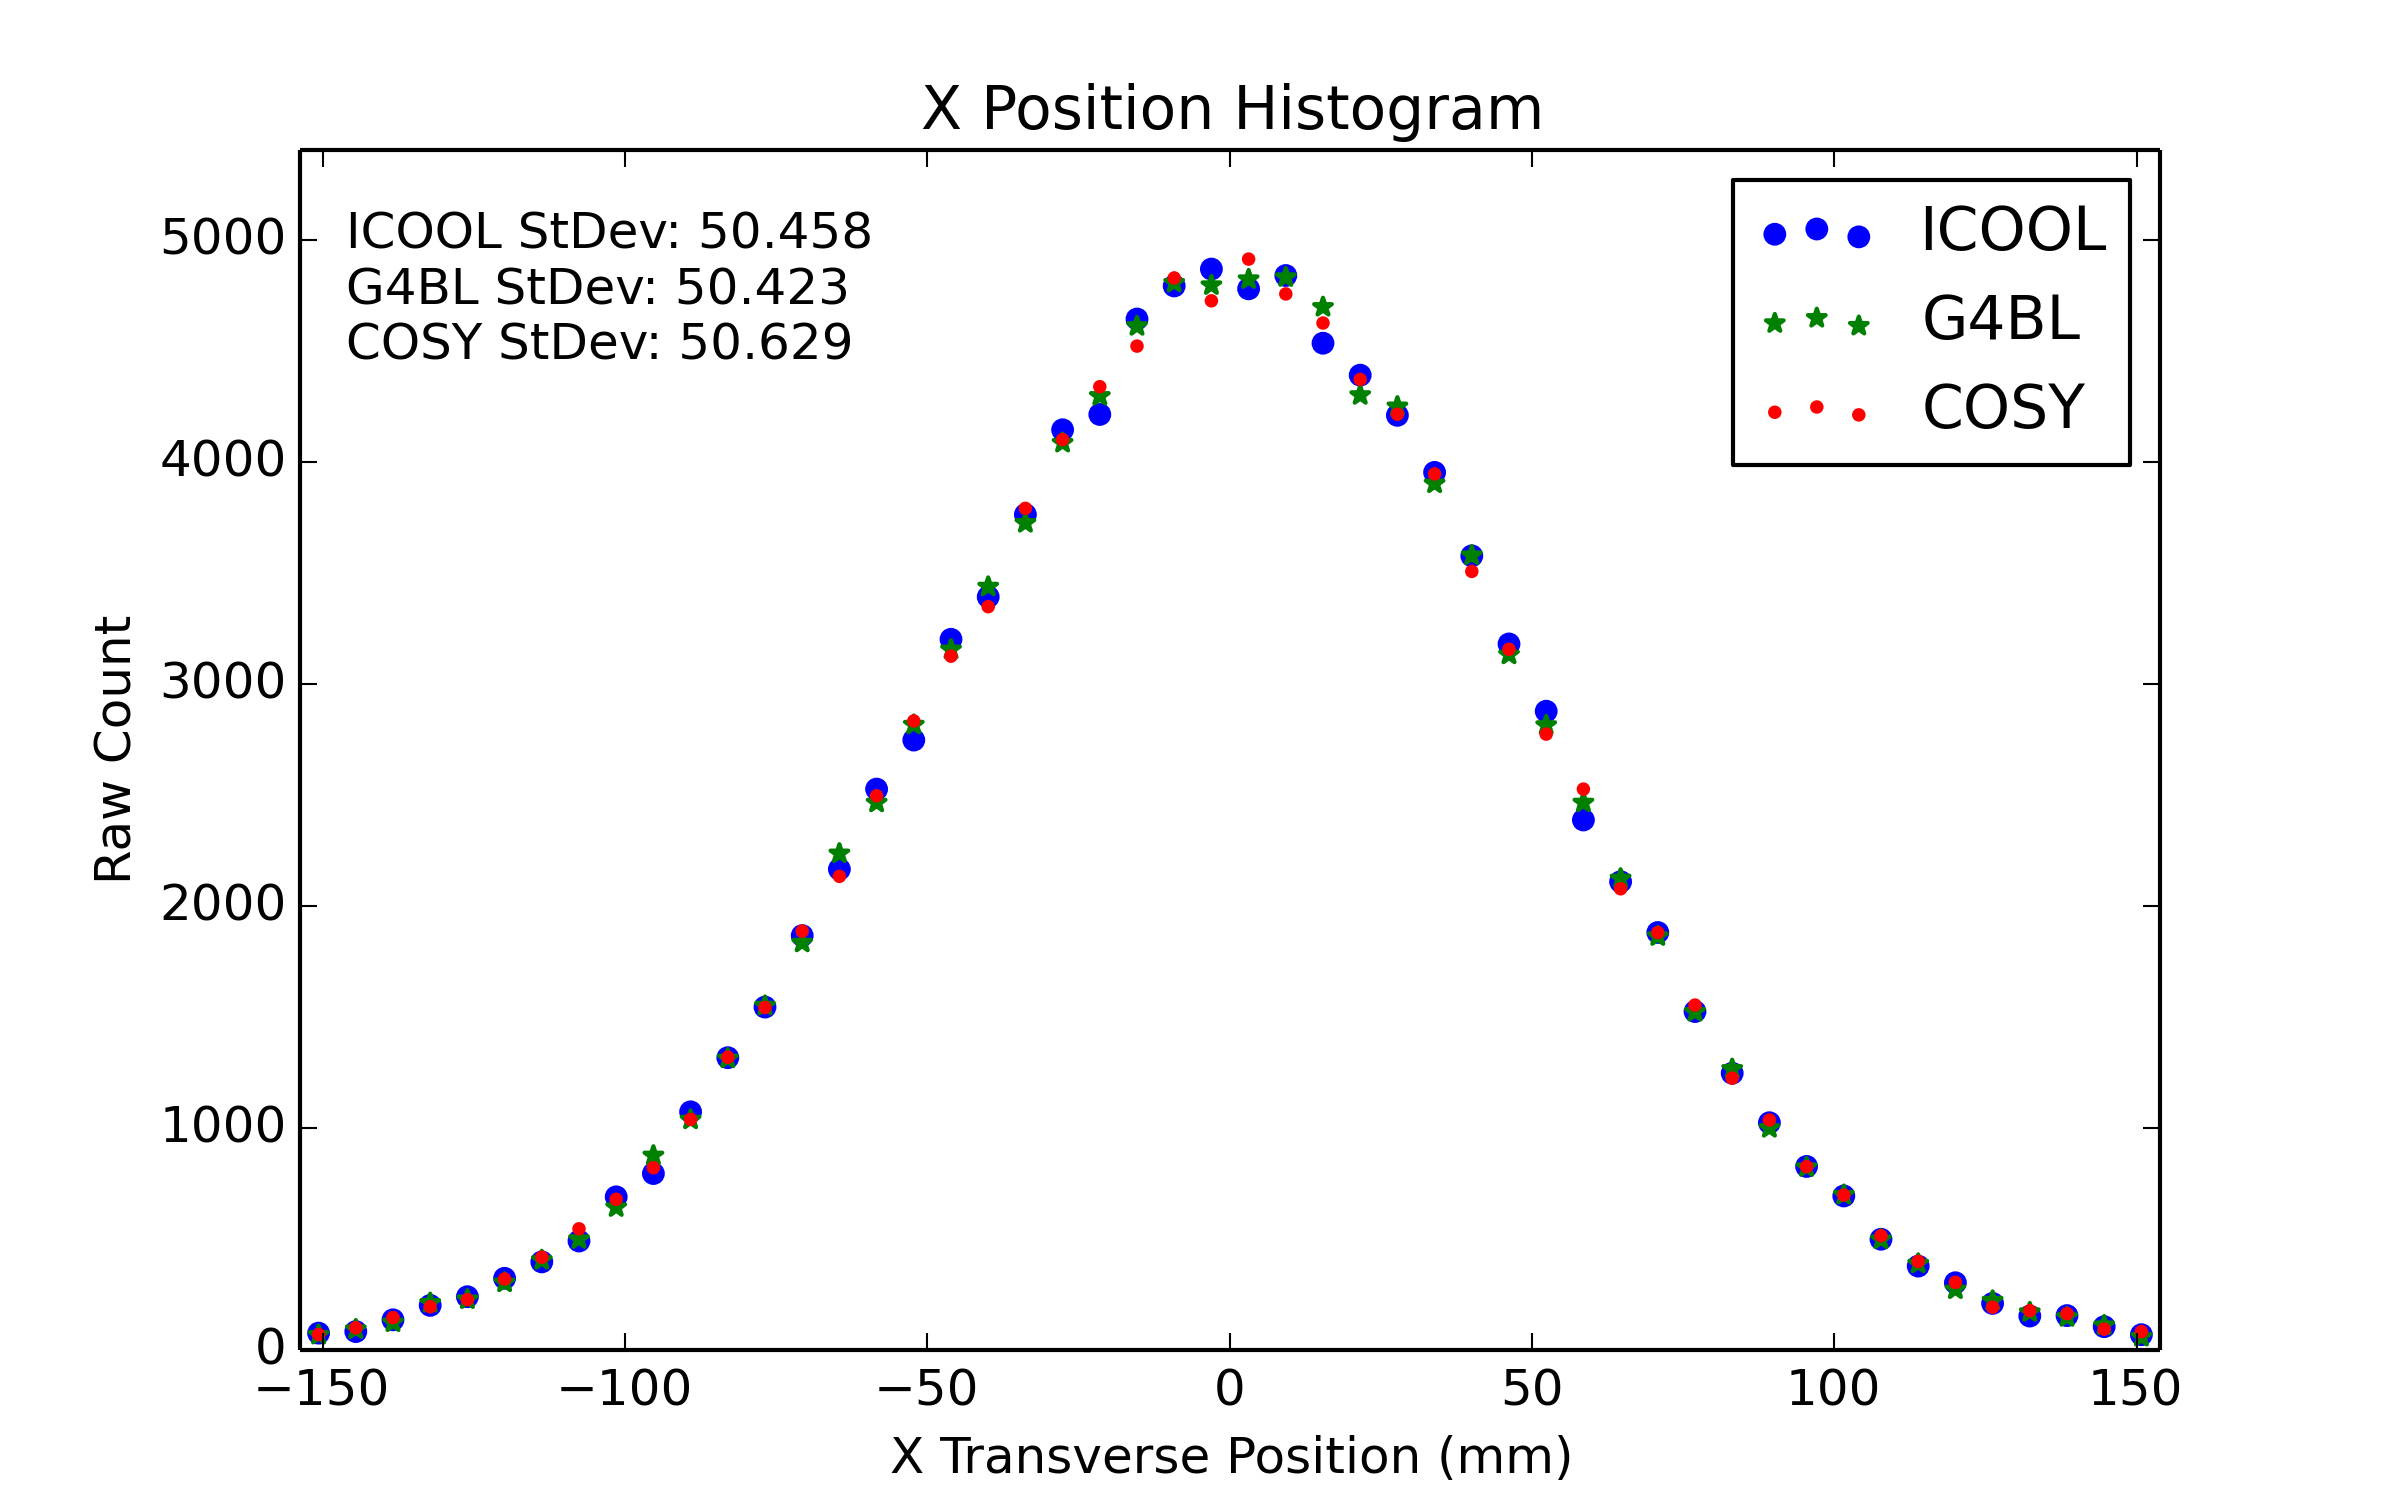 X Position Histogram
ICOOL StDev: 50.458
G4BL StDev: 50.423
COSY StDev: 50.629
ICOOL
G4BL
COSY
5000
4000
3000
2000
1000
0
Raw Count
−150 −100 −50 0 50 100 150
X Transverse Position (mm)